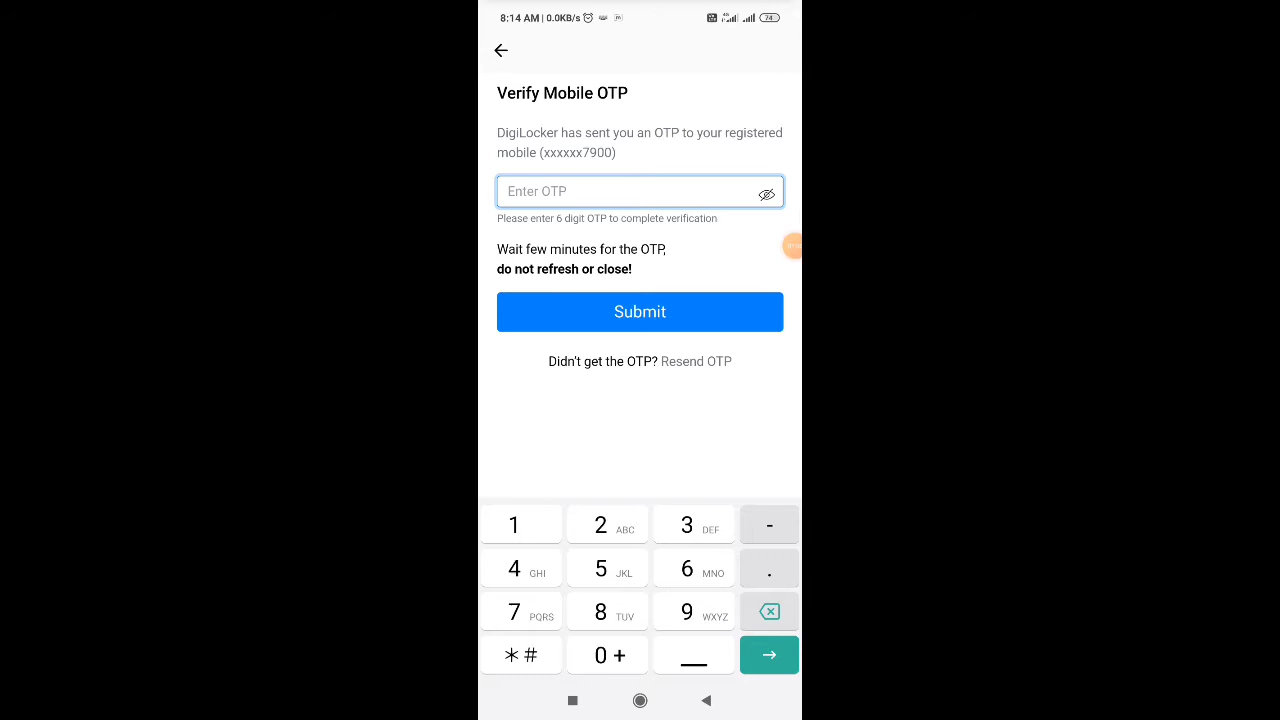 8:14 AM | 0.0KB/s
4G
74
Verify Mobile OTP
DigiLocker has sent you an OTP to your registered
mobile (xxxxxx7900)
Enter OTP
Please enter 6 digit OTP to complete verification
Wait few minutes for the OTP,
do not refresh or close!
Submit
Didn't get the OTP? Resend OTP
1 2 ABC 3 DEF -
4 GHI 5 JKL 6 MNO .
7 PQRS 8 TUV 9 WXYZ
*# 0 +